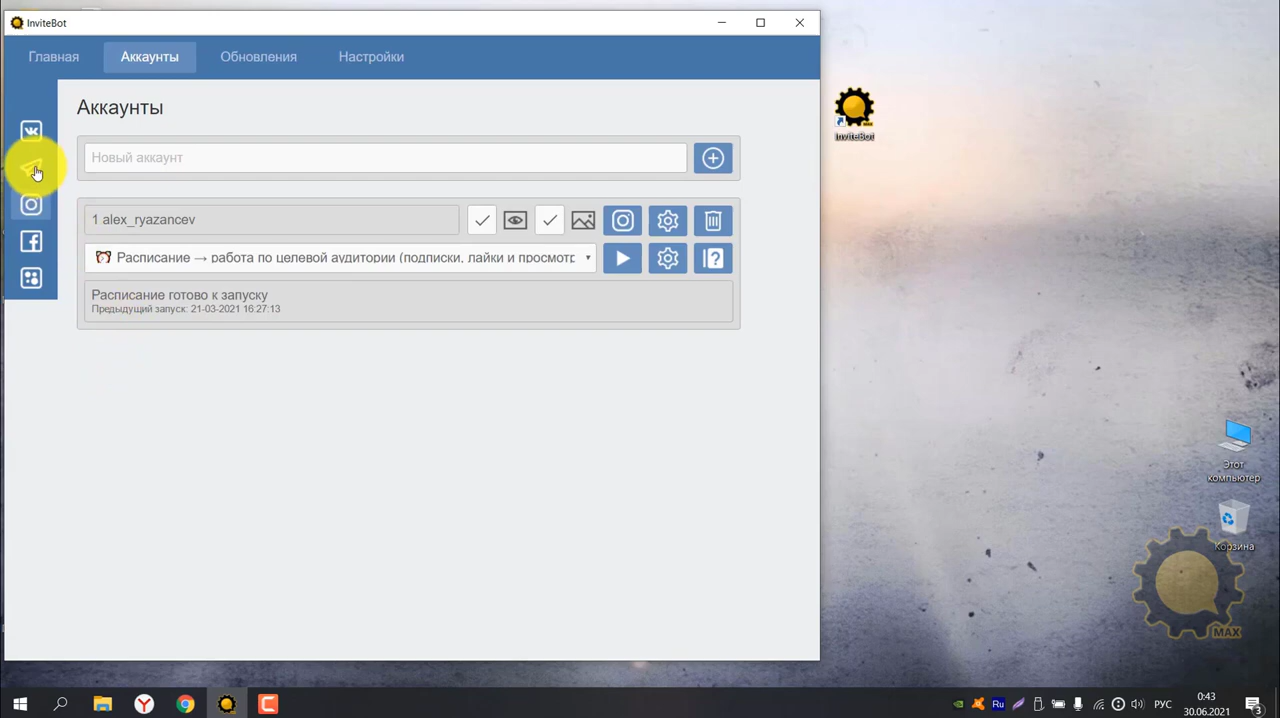 InviteBot
Главная Аккаунты Обновления Настройки
Аккаунты
Новый аккаунт
1 alex_ryazancev
Расписание → работа по целевой аудитории (подписки, лайки и просмотр
Расписание готово к запуску
Предыдущий запуск: 21-03-2021 16:27:13
InviteBot
MAX
Этот
компьютер
Корзина
MAX
Ru
РУС
0:43
30.06.2021
3